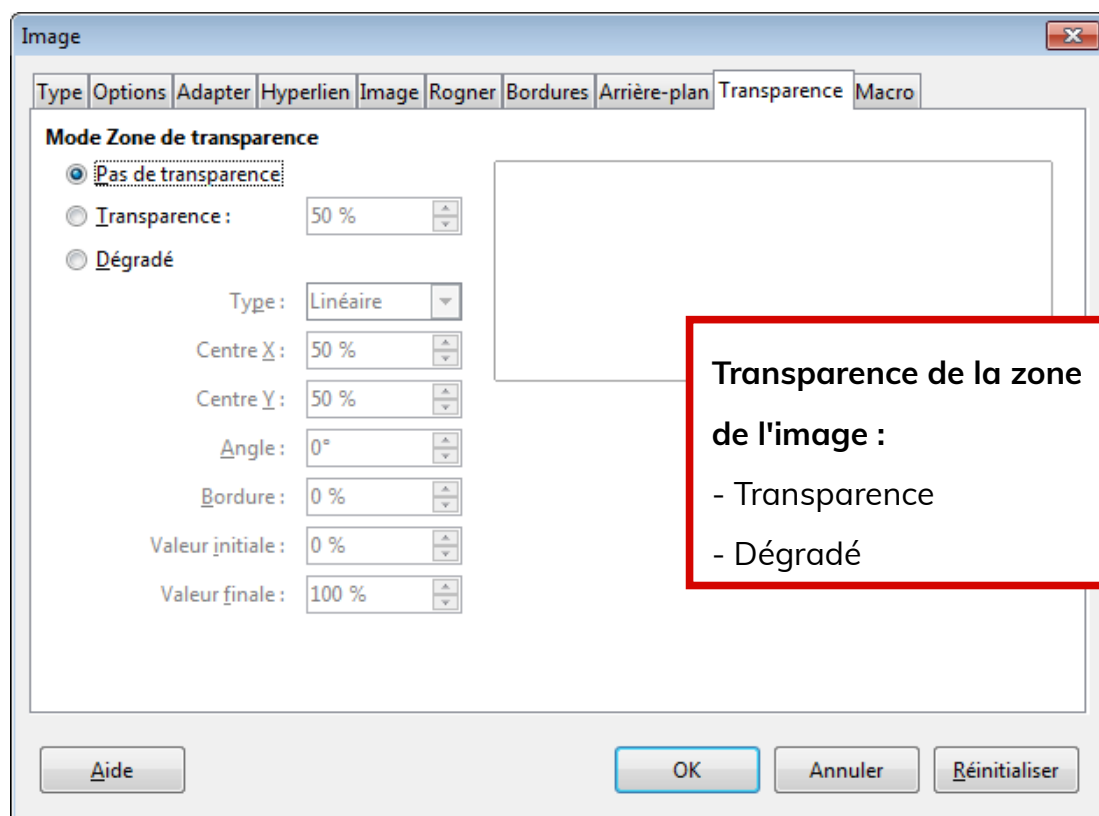 Image
Type Options Adapter Hyperlien Image Rogner Bordures Arrière-plan Transparence Macro
Mode Zone de transparence
Pas de transparence
Transparence : 50 %
Dégradé
Type : Linéaire
Centre X : 50 %
Centre Y : 50 %
Angle : 0°
Bordure : 0 %
Valeur initiale : 0 %
Valeur finale : 100 %
Transparence de la zone
de l'image :
- Transparence
- Dégradé
Aide OK Annuler Réinitialiser